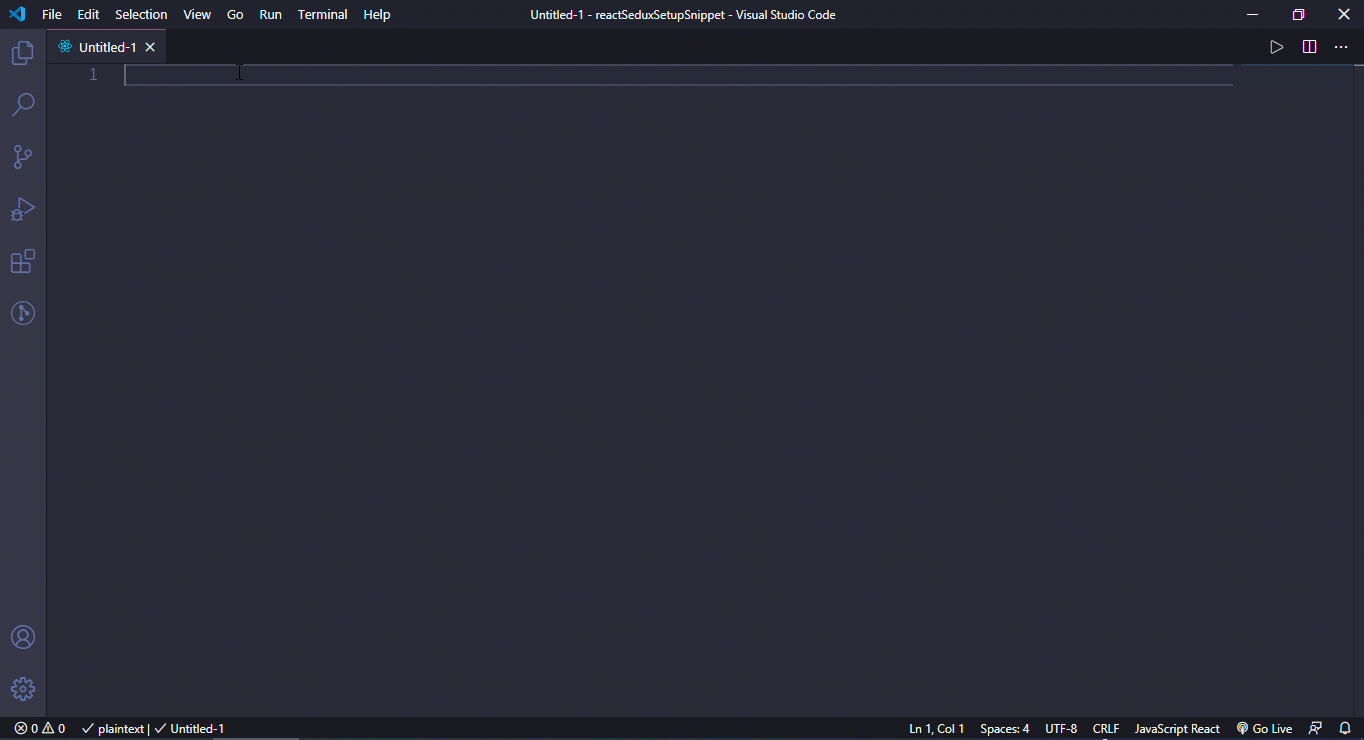 File Edit Selection View Go Run Terminal Help Untitled-1 - reactSeduxSetupSnippet - Visual Studio Code
Untitled-1
1
0 0 plaintext | Untitled-1 Ln 1, Col 1 Spaces: 4 UTF-8 CRLF JavaScript React Go Live